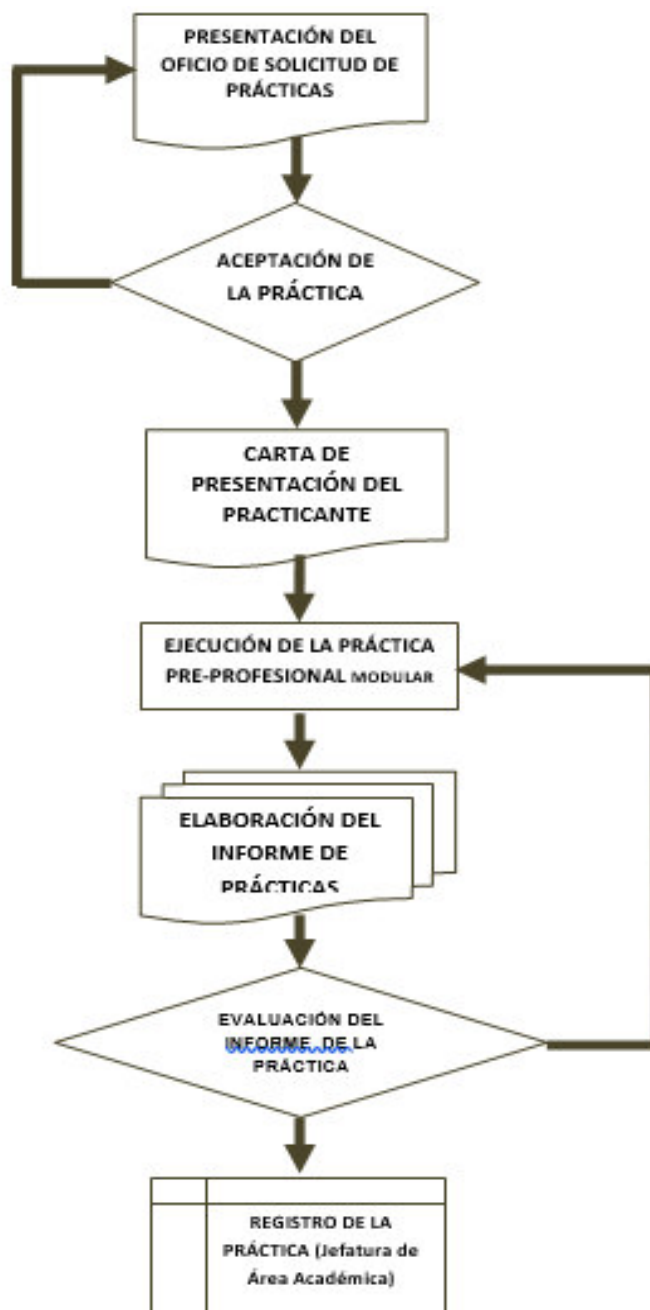 PRESENTACIÓN DEL
OFICIO DE SOLICITUD DE
PRÁCTICAS
ACEPTACIÓN DE
LA PRÁCTICA
CARTA DE
PRESENTACIÓN DEL
PRACTICANTE
EJECUCIÓN DE LA PRÁCTICA
PRE-PROFESIONAL MODULAR
ELABORACIÓN DEL
INFORME DE
PRÁCTICAS
EVALUACIÓN DEL
INFORME DE LA
PRÁCTICA
REGISTRO DE LA
PRÁCTICA (Jefatura de
Área Académica)